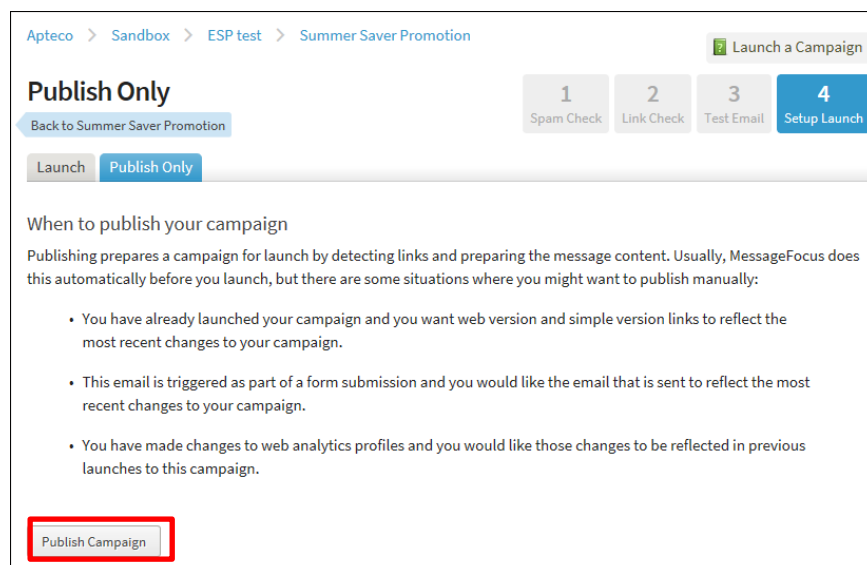 Apteco > Sandbox > ESP test > Summer Saver Promotion
Launch a Campaign
Publish Only
Back to Summer Saver Promotion
1
Spam Check
2
Link Check
3
Test Email
4
Setup Launch
Launch
Publish Only
When to publish your campaign
Publishing prepares a campaign for launch by detecting links and preparing the message content. Usually, MessageFocus does
this automatically before you launch, but there are some situations where you might want to publish manually:
• You have already launched your campaign and you want web version and simple version links to reflect the
most recent changes to your campaign.
• This email is triggered as part of a form submission and you would like the email that is sent to reflect the most
recent changes to your campaign.
• You have made changes to web analytics profiles and you would like those changes to be reflected in previous
launches to this campaign.
Publish Campaign